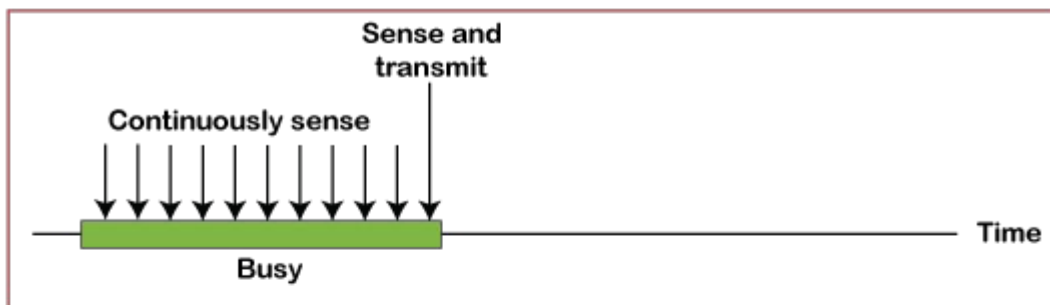 Sense and
transmit
Continuously sense
Time
Busy